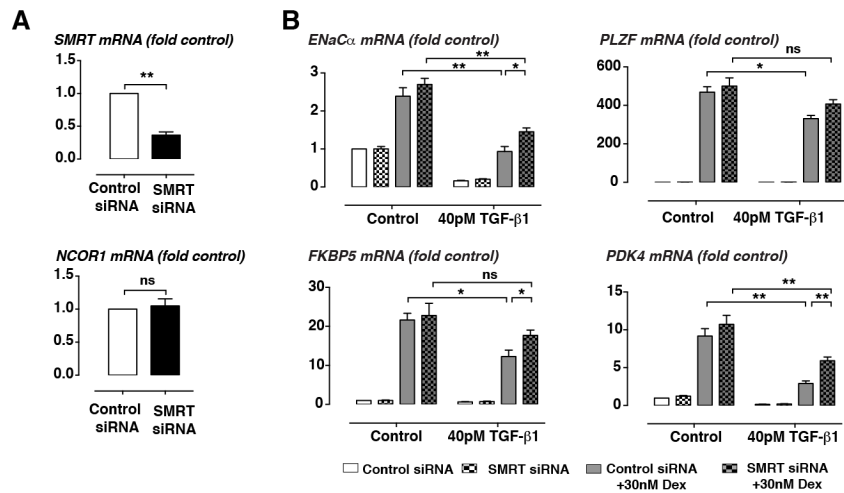 A
SMRT mRNA (fold control)
1.5
1.0
0.5
0.0
**
Control siRNA
SMRT siRNA
NCOR1 mRNA (fold control)
1.5
1.0
0.5
0.0
ns
Control siRNA
SMRT siRNA
B
ENaCα mRNA (fold control)
3
2
1
0
**
**
*
Control
40pM TGF-β1
PLZF mRNA (fold control)
600
400
200
0
ns
*
Control
40pM TGF-β1
FKBP5 mRNA (fold control)
30
20
10
0
ns
*
*
Control
40pM TGF-β1
PDK4 mRNA (fold control)
15
10
5
0
**
**
**
Control
40pM TGF-β1
Control siRNA
SMRT siRNA
Control siRNA
+30nM Dex
SMRT siRNA
+30nM Dex